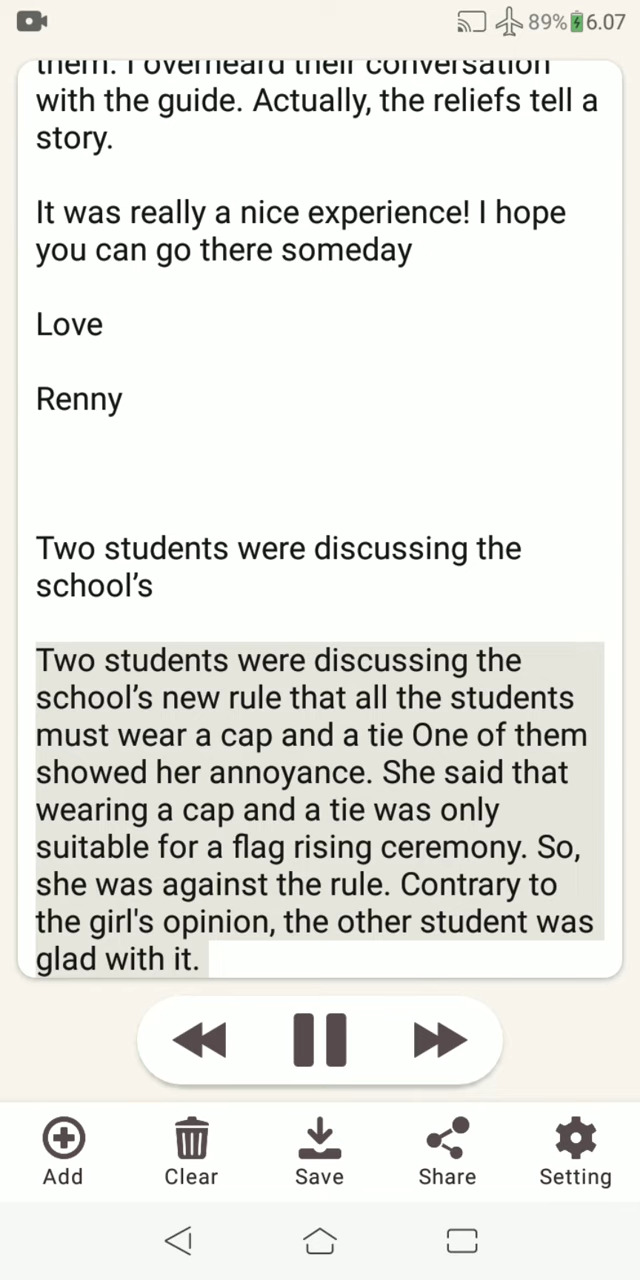 89% 6.07
them. I overheard their conversation
with the guide. Actually, the reliefs tell a
story.
It was really a nice experience! I hope
you can go there someday
Love
Renny
Two students were discussing the
school’s
Two students were discussing the
school’s new rule that all the students
must wear a cap and a tie One of them
showed her annoyance. She said that
wearing a cap and a tie was only
suitable for a flag rising ceremony. So,
she was against the rule. Contrary to
the girl's opinion, the other student was
glad with it.
Add Clear Save Share Setting